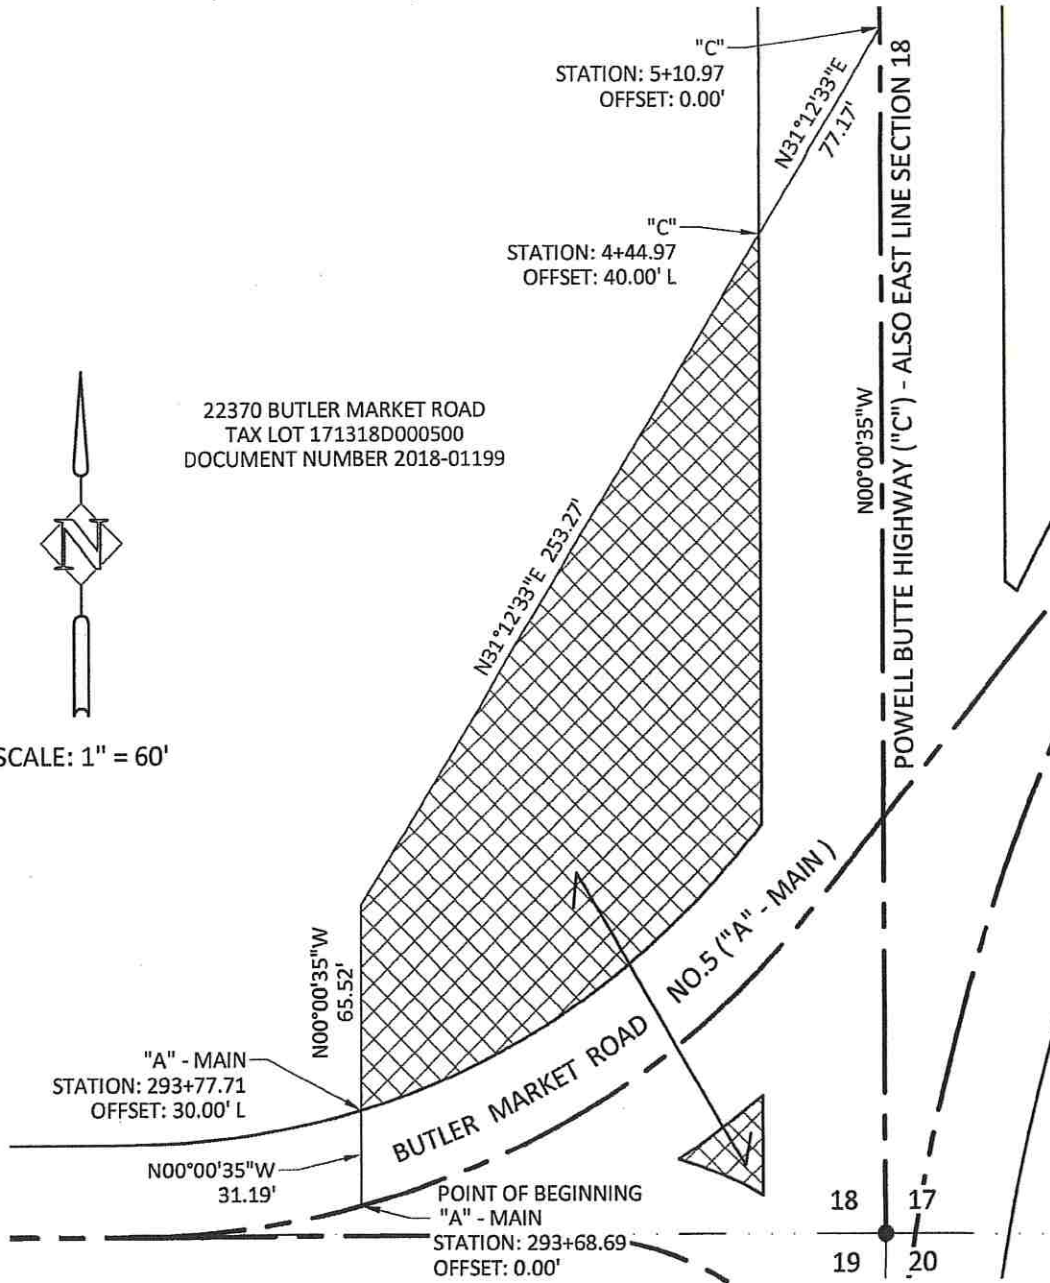 "C"
STATION: 5+10.97
OFFSET: 0.00'
N31°12'33"E
77.17'
"C"
STATION: 4+44.97
OFFSET: 40.00' L
POWELL BUTTE HIGHWAY ("C") - ALSO EAST LINE SECTION 18
N00°00'35"W
22370 BUTLER MARKET ROAD
TAX LOT 171318D000500
DOCUMENT NUMBER 2018-01199
N
N31°12'33"E 253.27'
SCALE: 1" = 60'
N00°00'35"W
65.52'
"A" - MAIN
STATION: 293+77.71
OFFSET: 30.00' L
BUTLER MARKET ROAD NO.5 ("A" - MAIN )
N00°00'35"W
31.19'
POINT OF BEGINNING
"A" - MAIN
STATION: 293+68.69
OFFSET: 0.00'
18 17
19 20